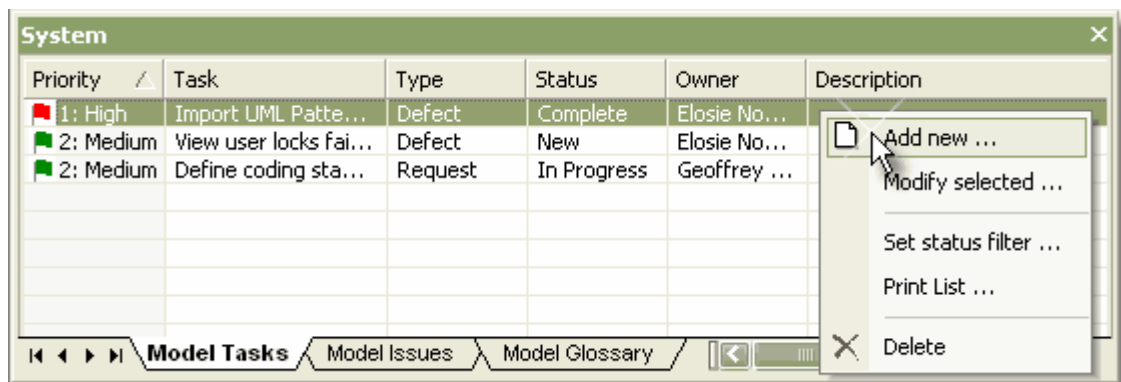 System
Priority Task Type Status Owner Description
1: High Import UML Patte... Defect Complete Elosie No...
2: Medium View user locks fai... Defect New Elosie No...
2: Medium Define coding sta... Request In Progress Geoffrey ...
Add new ...
Modify selected ...
Set status filter ...
Print List ...
Delete
Model Tasks Model Issues Model Glossary